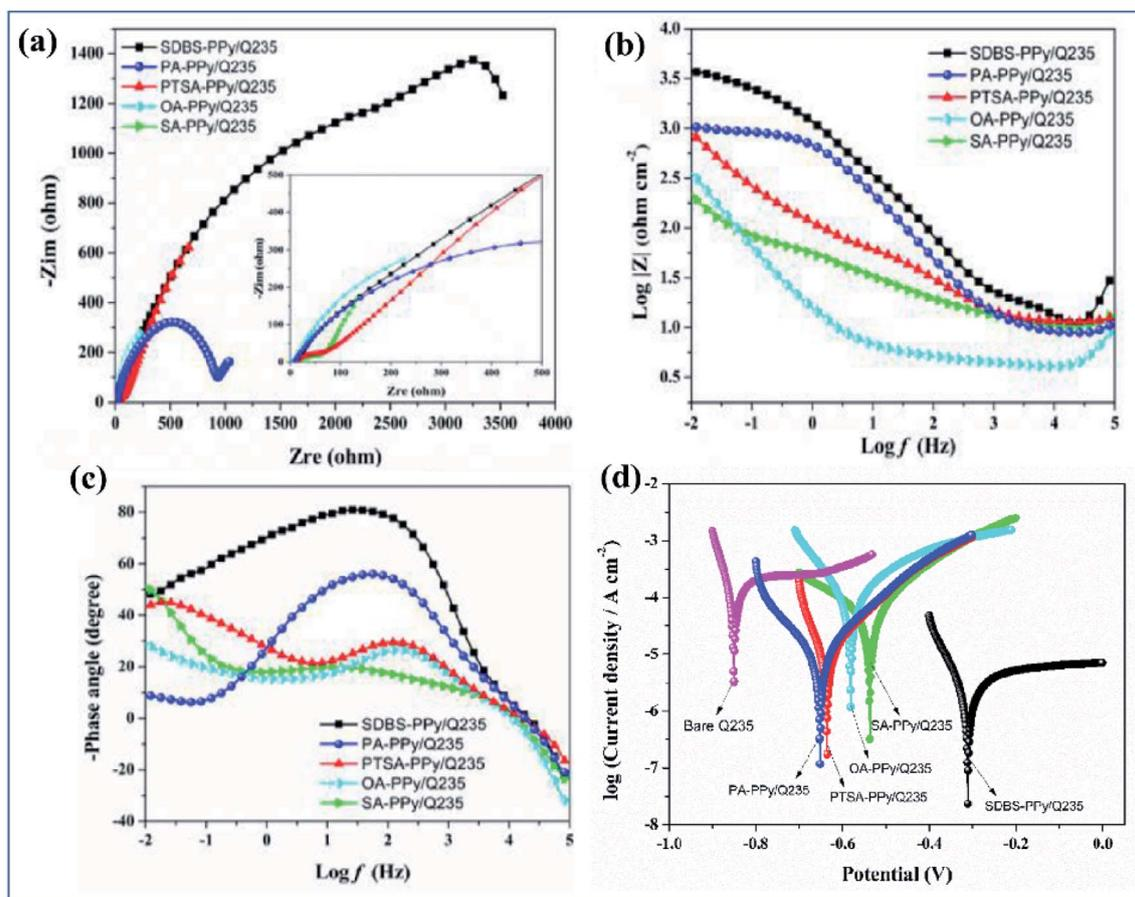 (a)
SDBS-PPy/Q235
PA-PPy/Q235
PTSA-PPy/Q235
OA-PPy/Q235
SA-PPy/Q235
-Zim (ohm)
1400
1200
1000
800
600
400
200
0
0 500 1000 1500 2000 2500 3000 3500 4000
Zre (ohm)
-Zim (ohm)
500
400
300
200
100
0
0 100 200 300 400 500
Zre (ohm)
(b)
SDBS-PPy/Q235
PA-PPy/Q235
PTSA-PPy/Q235
OA-PPy/Q235
SA-PPy/Q235
Log |Z| (ohm cm-2)
4.0
3.5
3.0
2.5
2.0
1.5
1.0
0.5
-2 -1 0 1 2 3 4 5
Log f (Hz)
(c)
-Phase angle (degree)
80
60
40
20
0
-20
-40
SDBS-PPy/Q235
PA-PPy/Q235
PTSA-PPy/Q235
OA-PPy/Q235
SA-PPy/Q235
-2 -1 0 1 2 3 4 5
Log f (Hz)
(d)
log (Current density / A cm-2)
-2
-3
-4
-5
-6
-7
-8
Bare Q235
SA-PPy/Q235
OA-PPy/Q235
PA-PPy/Q235
PTSA-PPy/Q235
SDBS-PPy/Q235
-1.0 -0.8 -0.6 -0.4 -0.2 0.0
Potential (V)